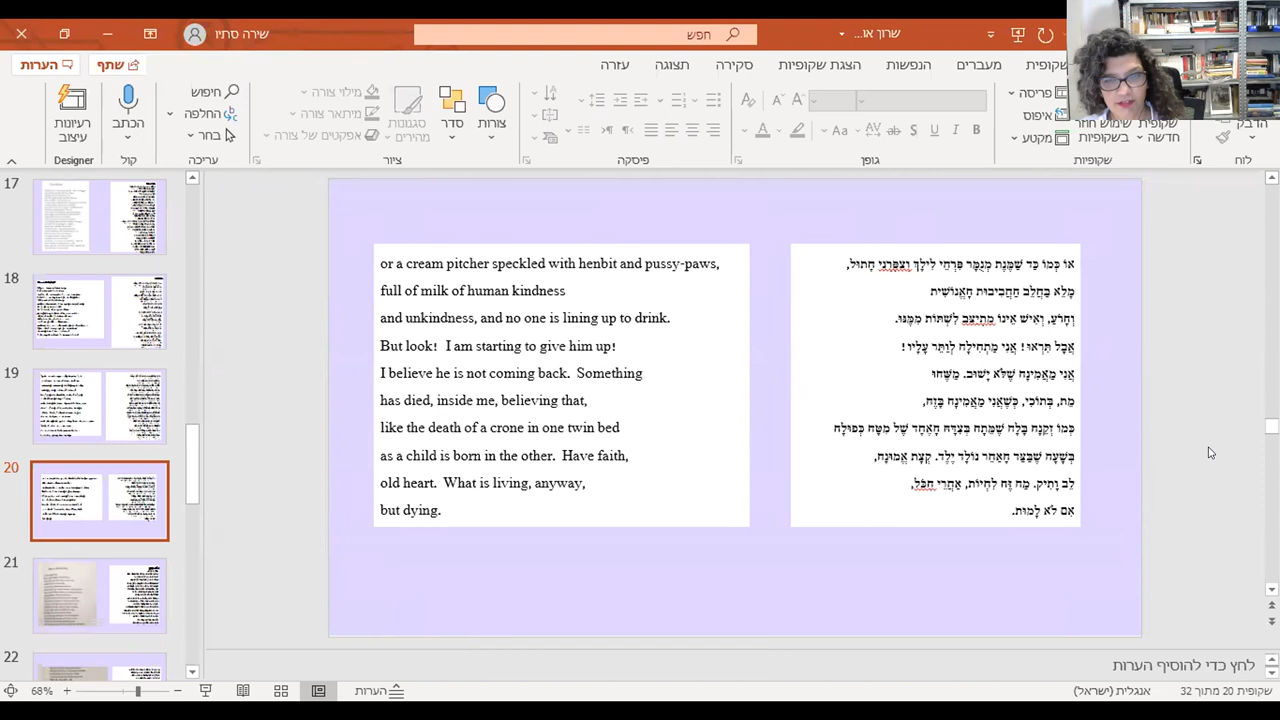 שירה סתיו
חפש
שרון או...
הערות
שתף
שקופית
מעברים
הנפשות
הצגת שקופיות
סקירה
תצוגה
עזרה
רעיונות
עיצוב
Designer
הכתב
קול
חיפוש
החלפה
בחר
עריכה
מילוי צורה
מיתאר צורה
אפקטים של צורה
סגנונות
מהירים
סדר
צורות
ציור
פיסקה
גופן
פריסה
איפוס
מקטע
שקופית
חדשה
שימוש חוזר
בשקופיות
שקופיות
הדבק
לוח
17
18
19
20
21
22
or a cream pitcher speckled with henbit and pussy-paws,
full of milk of human kindness
and unkindness, and no one is lining up to drink.
But look!  I am starting to give him up!
I believe he is not coming back.  Something
has died, inside me, believing that,
like the death of a crone in one twin bed
as a child is born in the other.  Have faith,
old heart.  What is living, anyway,
but dying.
אוֹ כְּמוֹ כַּד שַׁמֶּנֶת מְנֻמָּר פִּרְחֵי לִילָךְ וְצִפָּרְנֵי חָתוּל,
מָלֵא בַּחֲלֵב הַחֲבִיבוּת הָאֱנוֹשִׁית
וְהָרוֹעַ, וְאִישׁ אֵינוֹ מִתְיַצֵּב לִשְׁתּוֹת מִמֶּנּוּ.
אֲבָל תִּרְאוּ! אֲנִי מַתְחִילָה לְוַתֵּר עָלָיו!
אֲנִי מַאֲמִינָה שֶׁלֹּא יָשׁוּב. מַשֶּׁהוּ
מֵת, בְּתוֹכִי, כְּשֶׁאֲנִי מַאֲמִינָה בָּזֶה,
כְּמוֹ זְקֵנָה בָּלָה שֶׁמֵּתָה בְּצִדָּהּ הָאֶחָד שֶׁל מִטָּה כְּפוּלָה
בְּשָׁעָה שֶׁבַּצַּד הָאַחֵר נוֹלָד יֶלֶד. קְצָת אֱמוּנָה,
לֵב וָתִיק. מַה זֶּה לִחְיוֹת, אַחֲרֵי הַכֹּל,
אִם לֹא לָמוּת.
לחץ כדי להוסיף הערות
68%
הערות
אנגלית (ישראל)
שקופית 20 מתוך 32